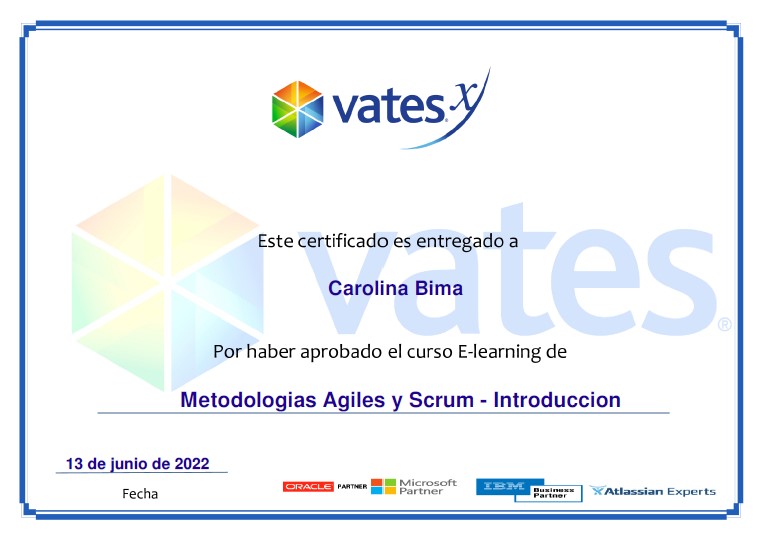 vates x
Este certificado es entregado a
Carolina Bima
vates®
Por haber aprobado el curso E-learning de
Metodologias Agiles y Scrum - Introduccion
13 de junio de 2022
Fecha
ORACLE PARTNER
Microsoft Partner
IBM Business Partner
Atlassian Experts